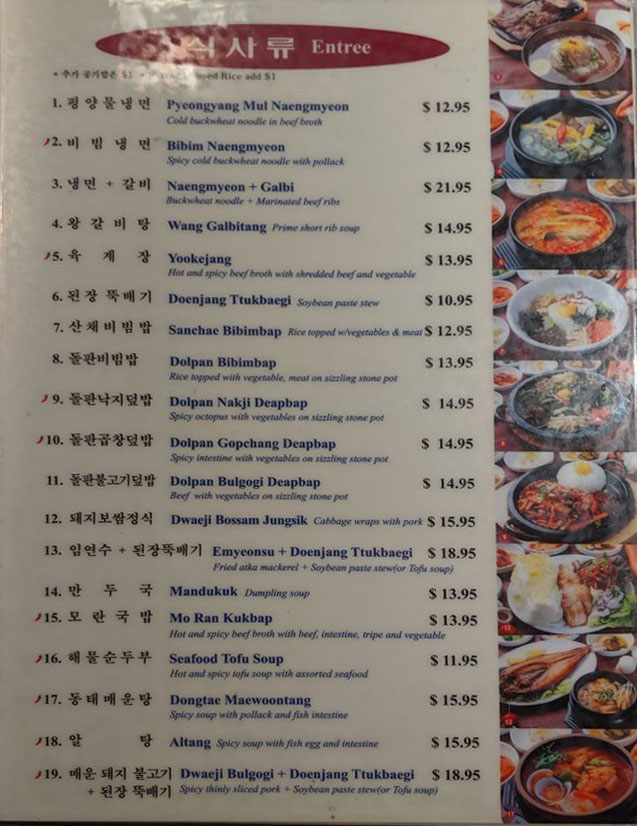 식사류 Entree
• 추가 공기밥은 $1 • Rice add $1
1. 평양물냉면 Pyeongyang Mul Naengmyeon $ 12.95
Cold buckwheat noodle in beef broth
2. 비빔냉면 Bibim Naengmyeon $ 12.95
Spicy cold buckwheat noodle with pollack
3. 냉면 + 갈비 Naengmyeon + Galbi $ 21.95
Buckwheat noodle + Marinated beef ribs
4. 왕갈비탕 Wang Galbitang Prime short rib soup $ 14.95
5. 육게장 Yookejang $ 13.95
Hot and spicy beef broth with shredded beef and vegetable
6. 된장 뚝배기 Doenjang Ttukbaegi Soybean paste stew $ 10.95
7. 산채비빔밥 Sanchae Bibimbap Rice topped w/vegetables & meat $ 12.95
8. 돌판비빔밥 Dolpan Bibimbap $ 13.95
Rice topped with vegetable, meat on sizzling stone pot
9. 돌판낙지덮밥 Dolpan Nakji Deapbap $ 14.95
Spicy octopus with vegetables on sizzling stone pot
10. 돌판곱창덮밥 Dolpan Gopchang Deapbap $ 14.95
Spicy intestine with vegetables on sizzling stone pot
11. 돌판불고기덮밥 Dolpan Bulgogi Deapbap $ 14.95
Beef with vegetables on sizzling stone pot
12. 돼지보쌈정식 Dwaeji Bossam Jungsik Cabbage wraps with pork $ 15.95
13. 임연수 + 된장뚝배기 Emyeonsu + Doenjang Ttukbaegi $ 18.95
Fried atka mackerel + Soybean paste stew(or Tofu soup)
14. 만두국 Mandukuk Dumpling soup $ 13.95
15. 모란국밥 Mo Ran Kukbap $ 13.95
Hot and spicy beef broth with beef, intestine, tripe and vegetable
16. 해물순두부 Seafood Tofu Soup $ 11.95
Hot and spicy tofu soup with assorted seafood
17. 동태매운탕 Dongtae Maewoontang $ 15.95
Spicy soup with pollack and fish intestine
18. 알탕 Altang Spicy soup with fish egg and intestine $ 15.95
19. 매운 돼지 불고기 Dwaeji Bulgogi + Doenjang Ttukbaegi $ 18.95
+ 된장 뚝배기 Spicy thinly sliced pork + Soybean paste stew(or Tofu soup)